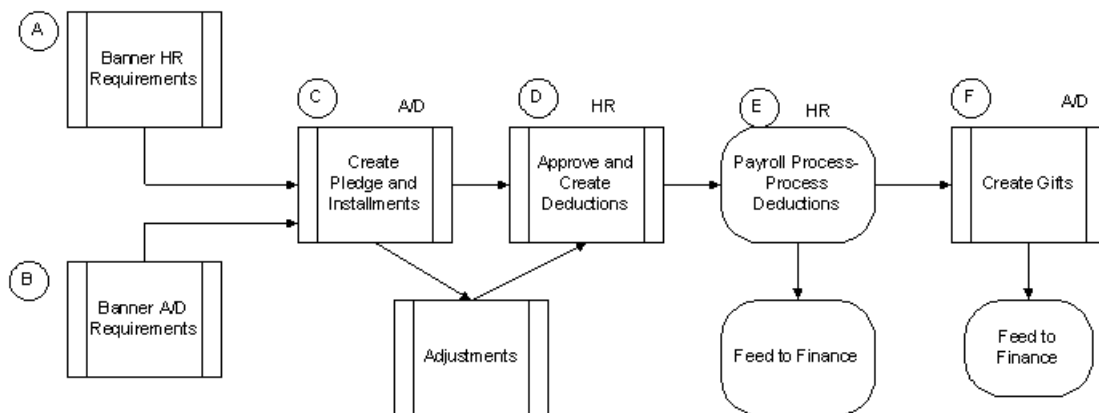 A
Banner HR
Requirements
C
A/D
D
HR
E
HR
F
A/D
Create
Pledge and
Installments
Approve and
Create
Deductions
Payroll Process-
Process
Deductions
Create Gifts
B
Banner A/D
Requirements
Adjustments
Feed to Finance
Feed to
Finance